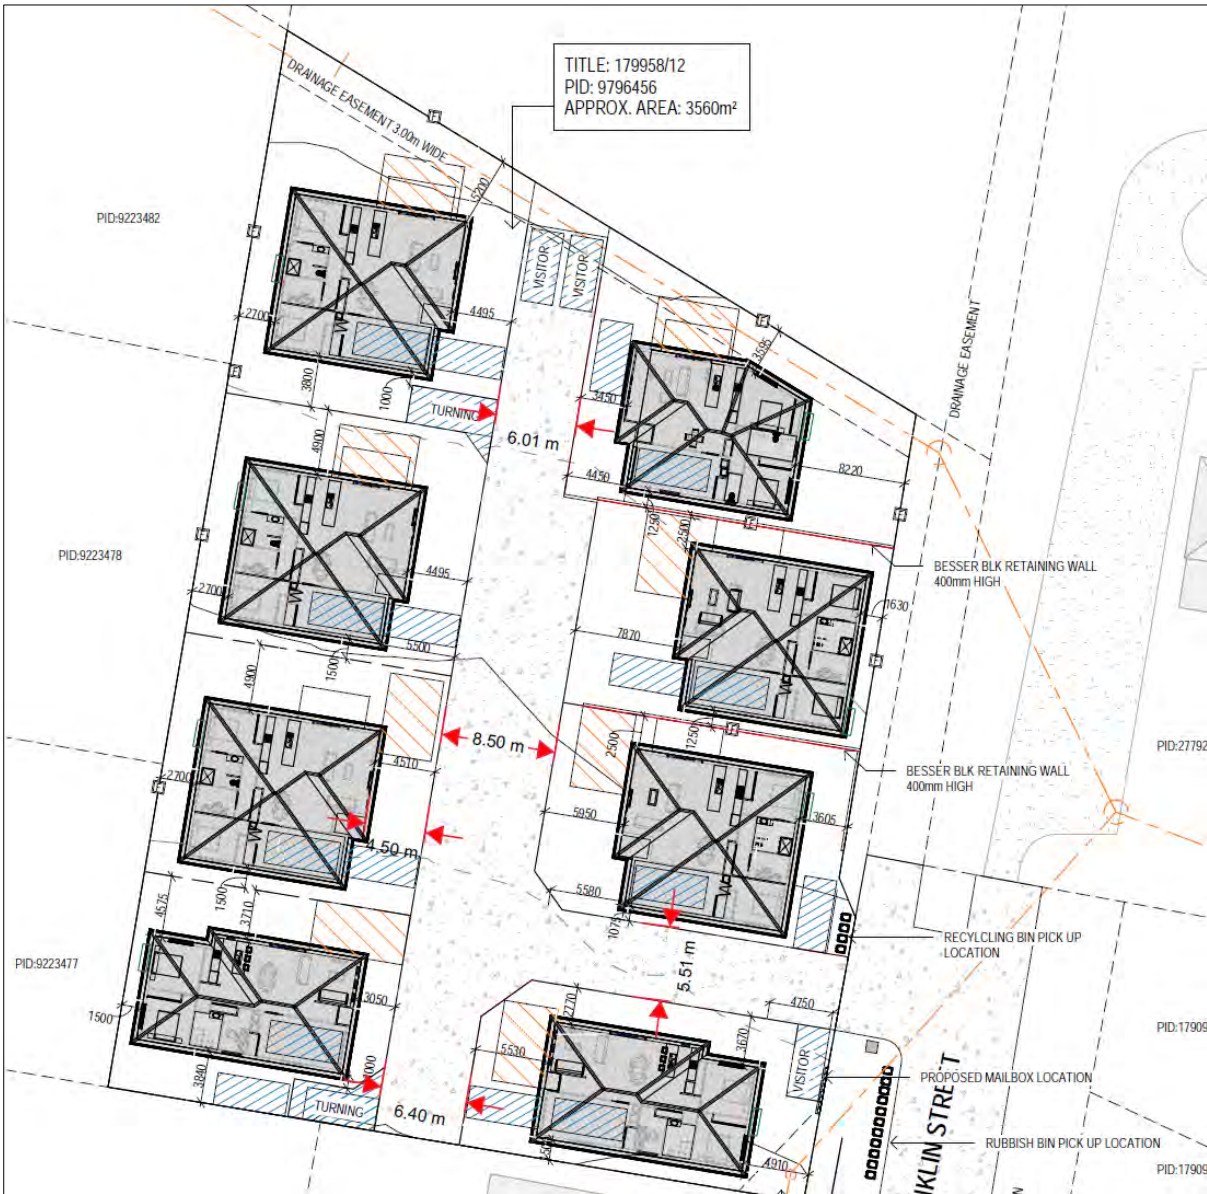 TITLE: 179958/12
PID: 9796456
APPROX. AREA: 3560m²
DRAINAGE EASEMENT 3.00m WIDE
5200
PID:9223482
VISITOR
VISITOR
2700
4495
3595
DRAINAGE EASEMENT
3800
1000
TURNING
3450
6.01 m
4900
4450
8220
1250
2500
PID:9223478
BESSER BLK RETAINING WALL
400mm HIGH
4495
2700
1630
7870
5500
1500
4900
2500
1250
8.50 m
PID:27792
4510
2700
BESSER BLK RETAINING WALL
400mm HIGH
5950
3605
4.50 m
1500
3710
4575
5580
1075
RECYLCLING BIN PICK UP
LOCATION
PID:9223477
5.51 m
3050
1500
2770
4750
PID:17909
3670
5530
VISITOR
3840
TURNING
6.40 m
PROPOSED MAILBOX LOCATION
RUBBISH BIN PICK UP LOCATION
4910
NKLIN STREET
PID:17909